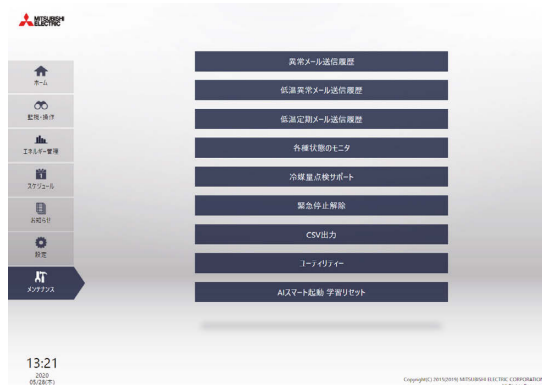 MITSUBISHI
ELECTRIC
ホーム
監視・操作
エネルギー管理
スケジュール
お知らせ
設定
メンテナンス
異常メール送信履歴
低温異常メール送信履歴
低温定期メール送信履歴
各種状態のモニタ
冷媒量点検サポート
緊急停止解除
CSV出力
ユーティリティー
AIスマート起動 学習リセット
13:21
2020
05/28(木)
Copyright(C) 2015(2019) MITSUBISHI ELECTRIC CORPORATION